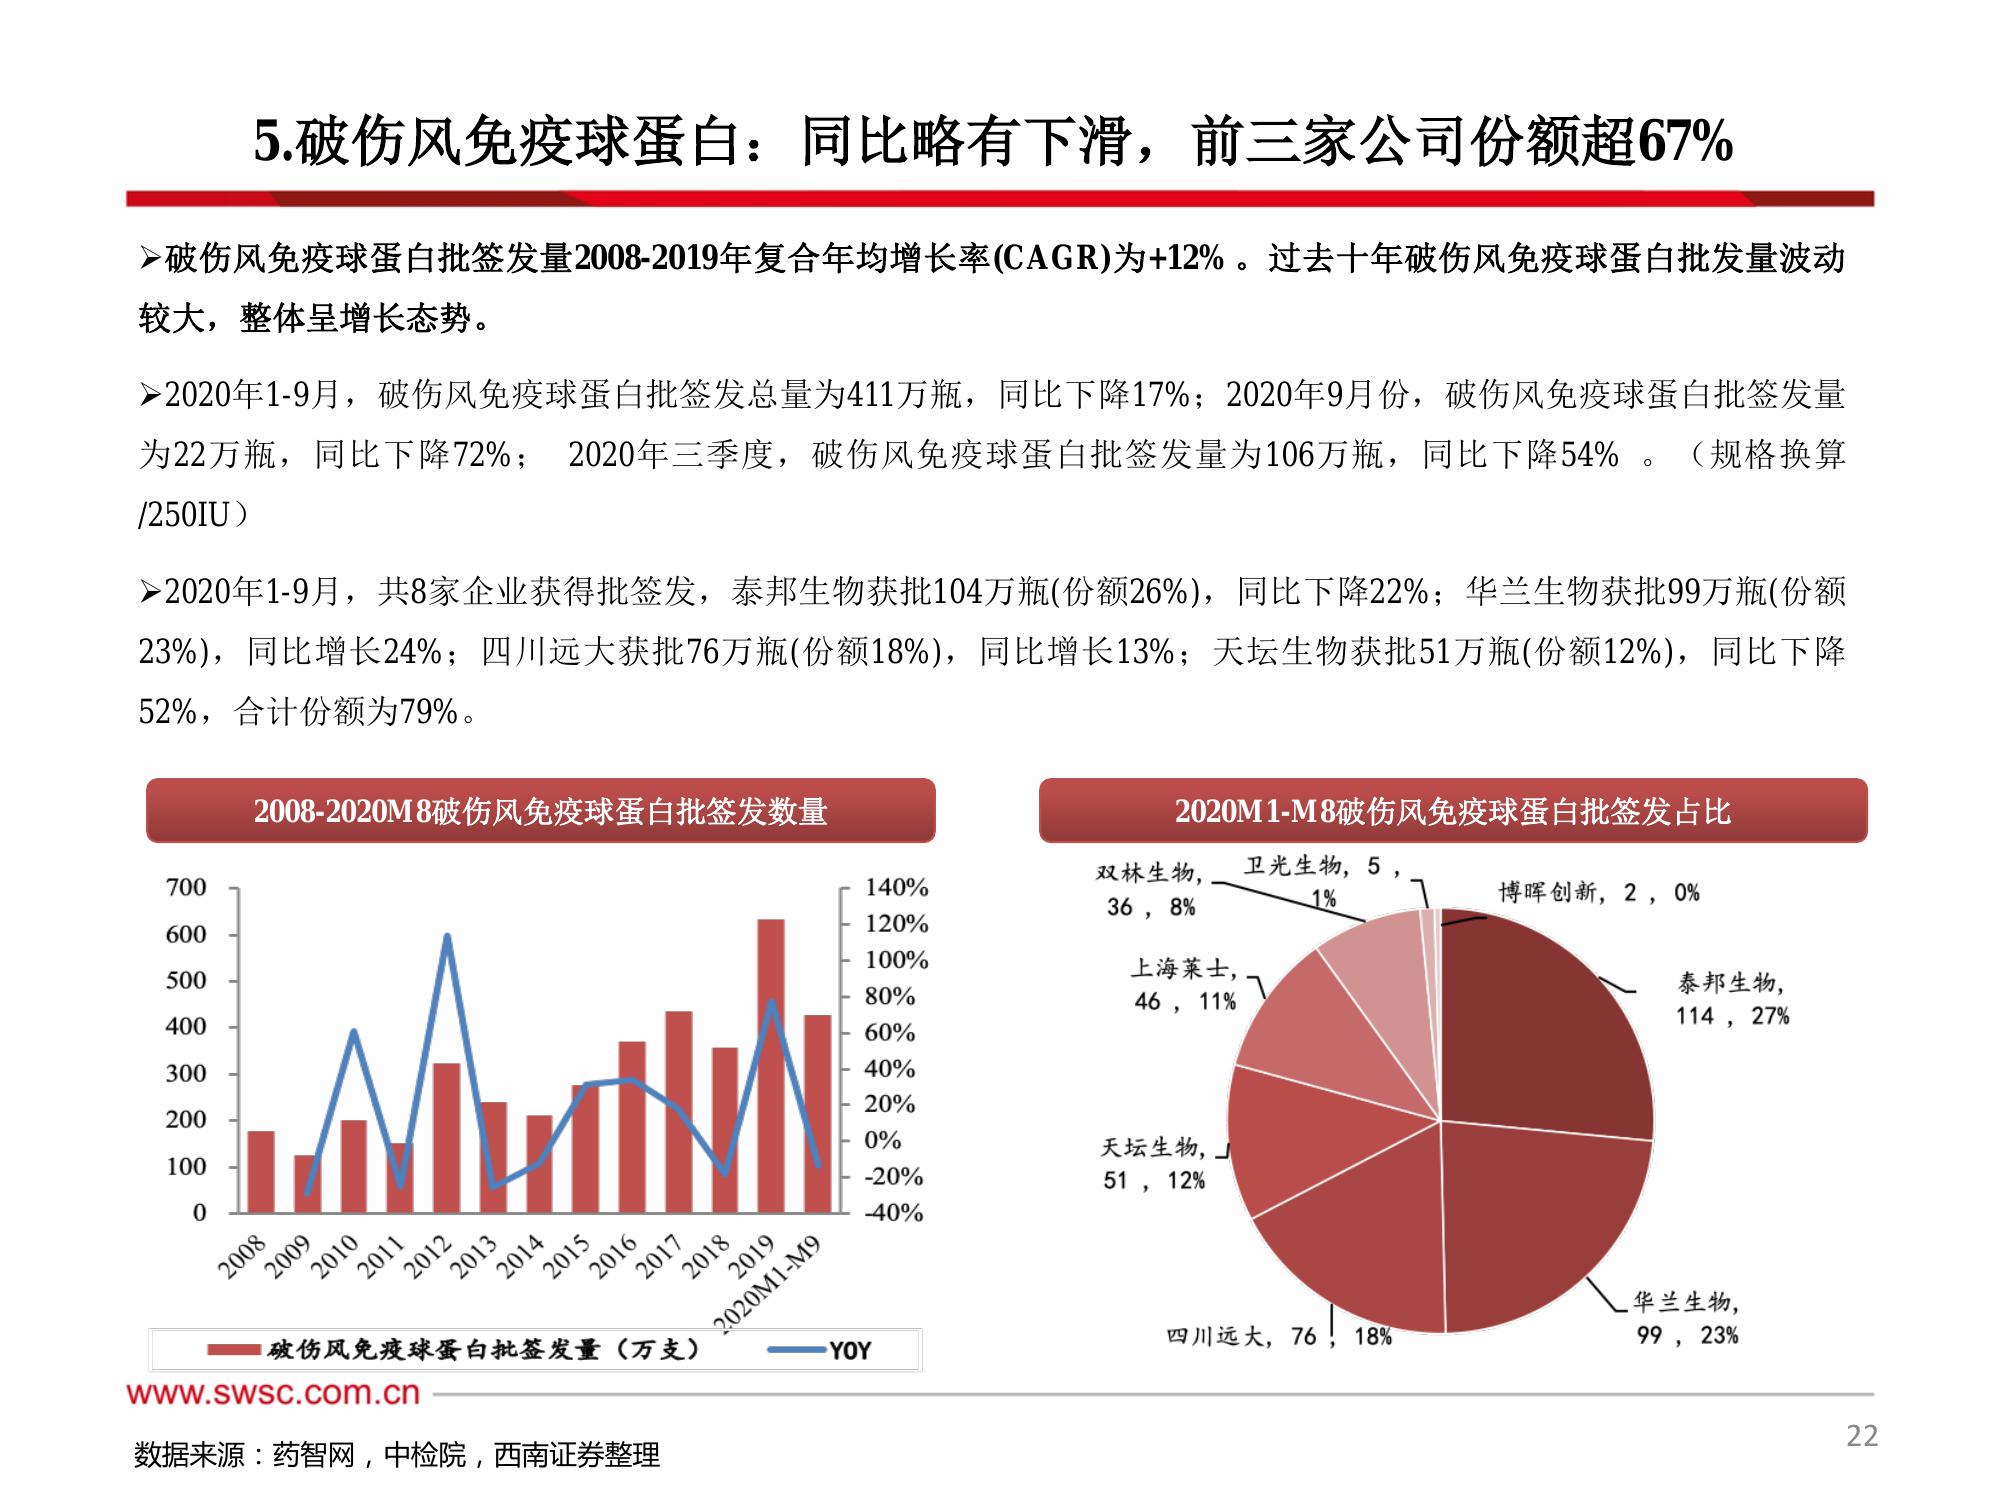 5.破伤风免疫球蛋白：同比略有下滑，前三家公司份额超67%
➢破伤风免疫球蛋白批签发量2008-2019年复合年均增长率(CAGR)为+12% 。过去十年破伤风免疫球蛋白批发量波动
较大，整体呈增长态势。
➢2020年1-9月，破伤风免疫球蛋白批签发总量为411万瓶，同比下降17%；2020年9月份，破伤风免疫球蛋白批签发量
为22万瓶，同比下降72%； 2020年三季度，破伤风免疫球蛋白批签发量为106万瓶，同比下降54% 。（规格换算
/250IU）
➢2020年1-9月，共8家企业获得批签发，泰邦生物获批104万瓶(份额26%)，同比下降22%；华兰生物获批99万瓶(份额
23%)，同比增长24%；四川远大获批76万瓶(份额18%)，同比增长13%；天坛生物获批51万瓶(份额12%)，同比下降
52%，合计份额为79%。
2008-2020M8破伤风免疫球蛋白批签发数量
700
600
500
400
300
200
100
0
140%
120%
100%
80%
60%
40%
20%
0%
-20%
-40%
2008
2009
2010
2011
2012
2013
2014
2015
2016
2017
2018
2019
2020M1-M9
破伤风免疫球蛋白批签发量（万支）
YOY
2020M1-M8破伤风免疫球蛋白批签发占比
双林生物,
36 , 8%
卫光生物, 5 ,
1%
博晖创新, 2 , 0%
上海莱士,
46 , 11%
泰邦生物,
114 , 27%
天坛生物,
51 , 12%
四川远大, 76 , 18%
华兰生物,
99 , 23%
www.swsc.com.cn
数据来源：药智网，中检院，西南证券整理
22